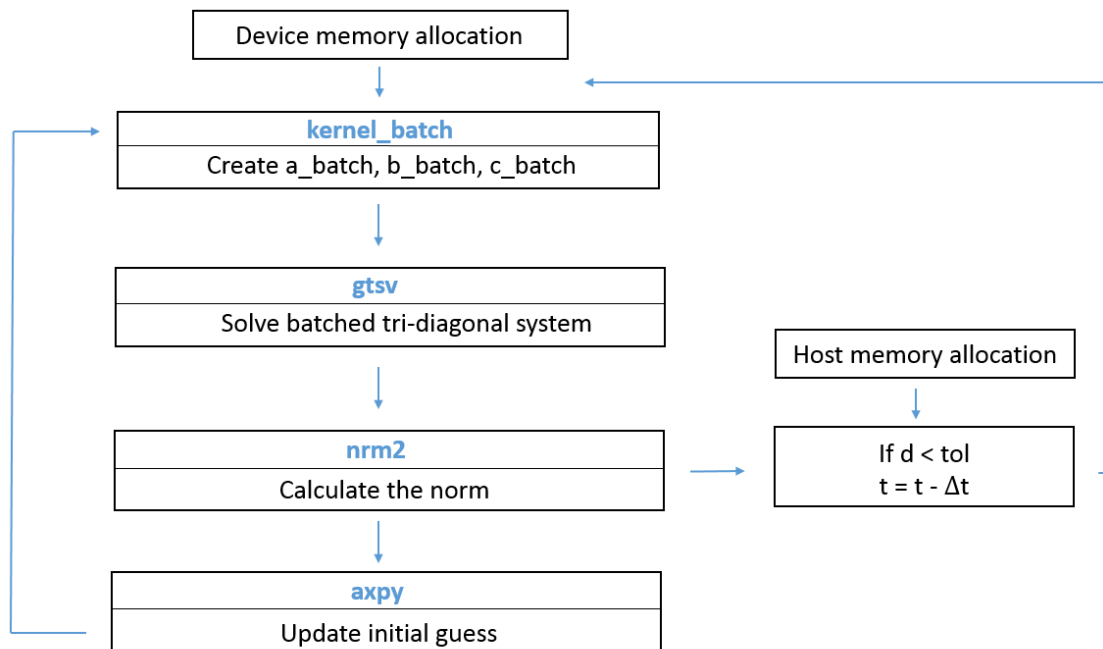 Device memory allocation
kernel_batch
Create a_batch, b_batch, c_batch
gtsv
Solve batched tri-diagonal system
Host memory allocation
nrm2
Calculate the norm
If d < tol
t = t - Δt
axpy
Update initial guess